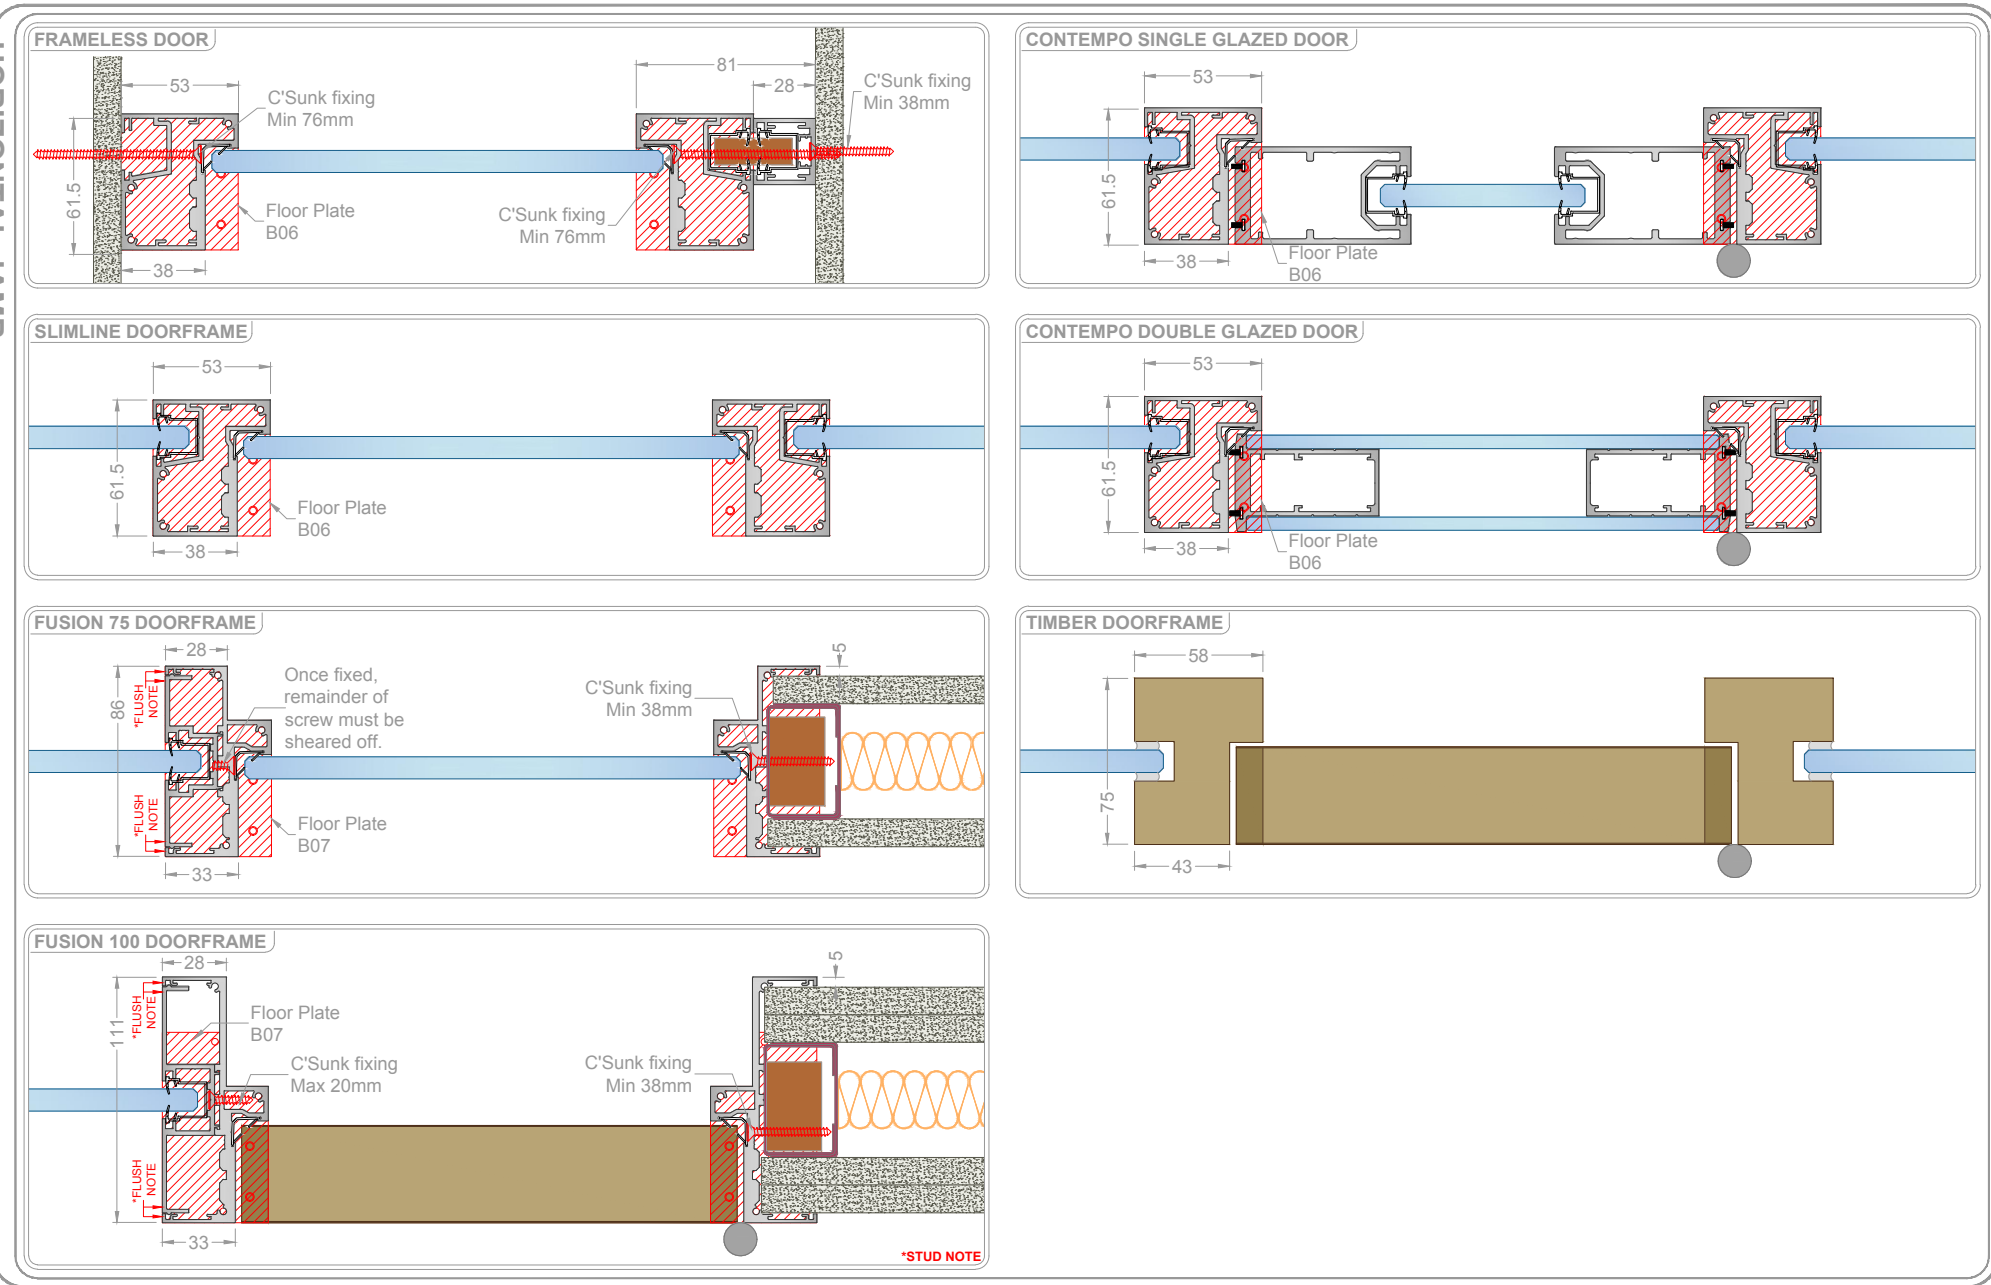 FRAMELESS DOOR
53
C'Sunk fixing
Min 76mm
61.5
Floor Plate
B06
38
81
28
C'Sunk fixing
Min 38mm
C'Sunk fixing
Min 76mm
CONTEMPO SINGLE GLAZED DOOR
53
61.5
38
Floor Plate
B06
SLIMLINE DOORFRAME
53
61.5
38
Floor Plate
B06
CONTEMPO DOUBLE GLAZED DOOR
53
61.5
38
Floor Plate
B06
FUSION 75 DOORFRAME
28
86
*FLUSH
NOTE
*FLUSH
NOTE
Once fixed,
remainder of
screw must be
sheared off.
Floor Plate
B07
33
C'Sunk fixing
Min 38mm
5
TIMBER DOORFRAME
58
75
43
FUSION 100 DOORFRAME
28
111
*FLUSH
NOTE
*FLUSH
NOTE
Floor Plate
B07
C'Sunk fixing
Max 20mm
33
C'Sunk fixing
Min 38mm
5
*STUD NOTE